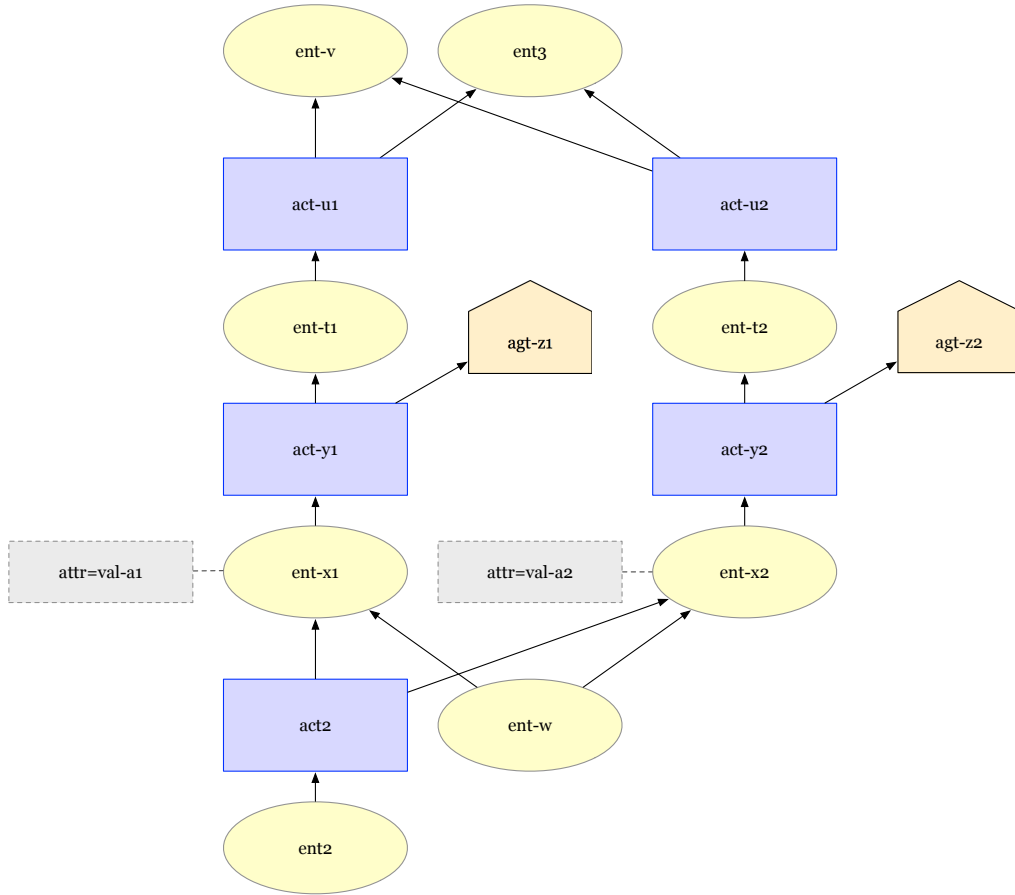 ent-v
ent3
act-u1
act-u2
ent-t1
agt-z1
ent-t2
agt-z2
act-y1
act-y2
attr=val-a1
ent-x1
attr=val-a2
ent-x2
act2
ent-w
ent2